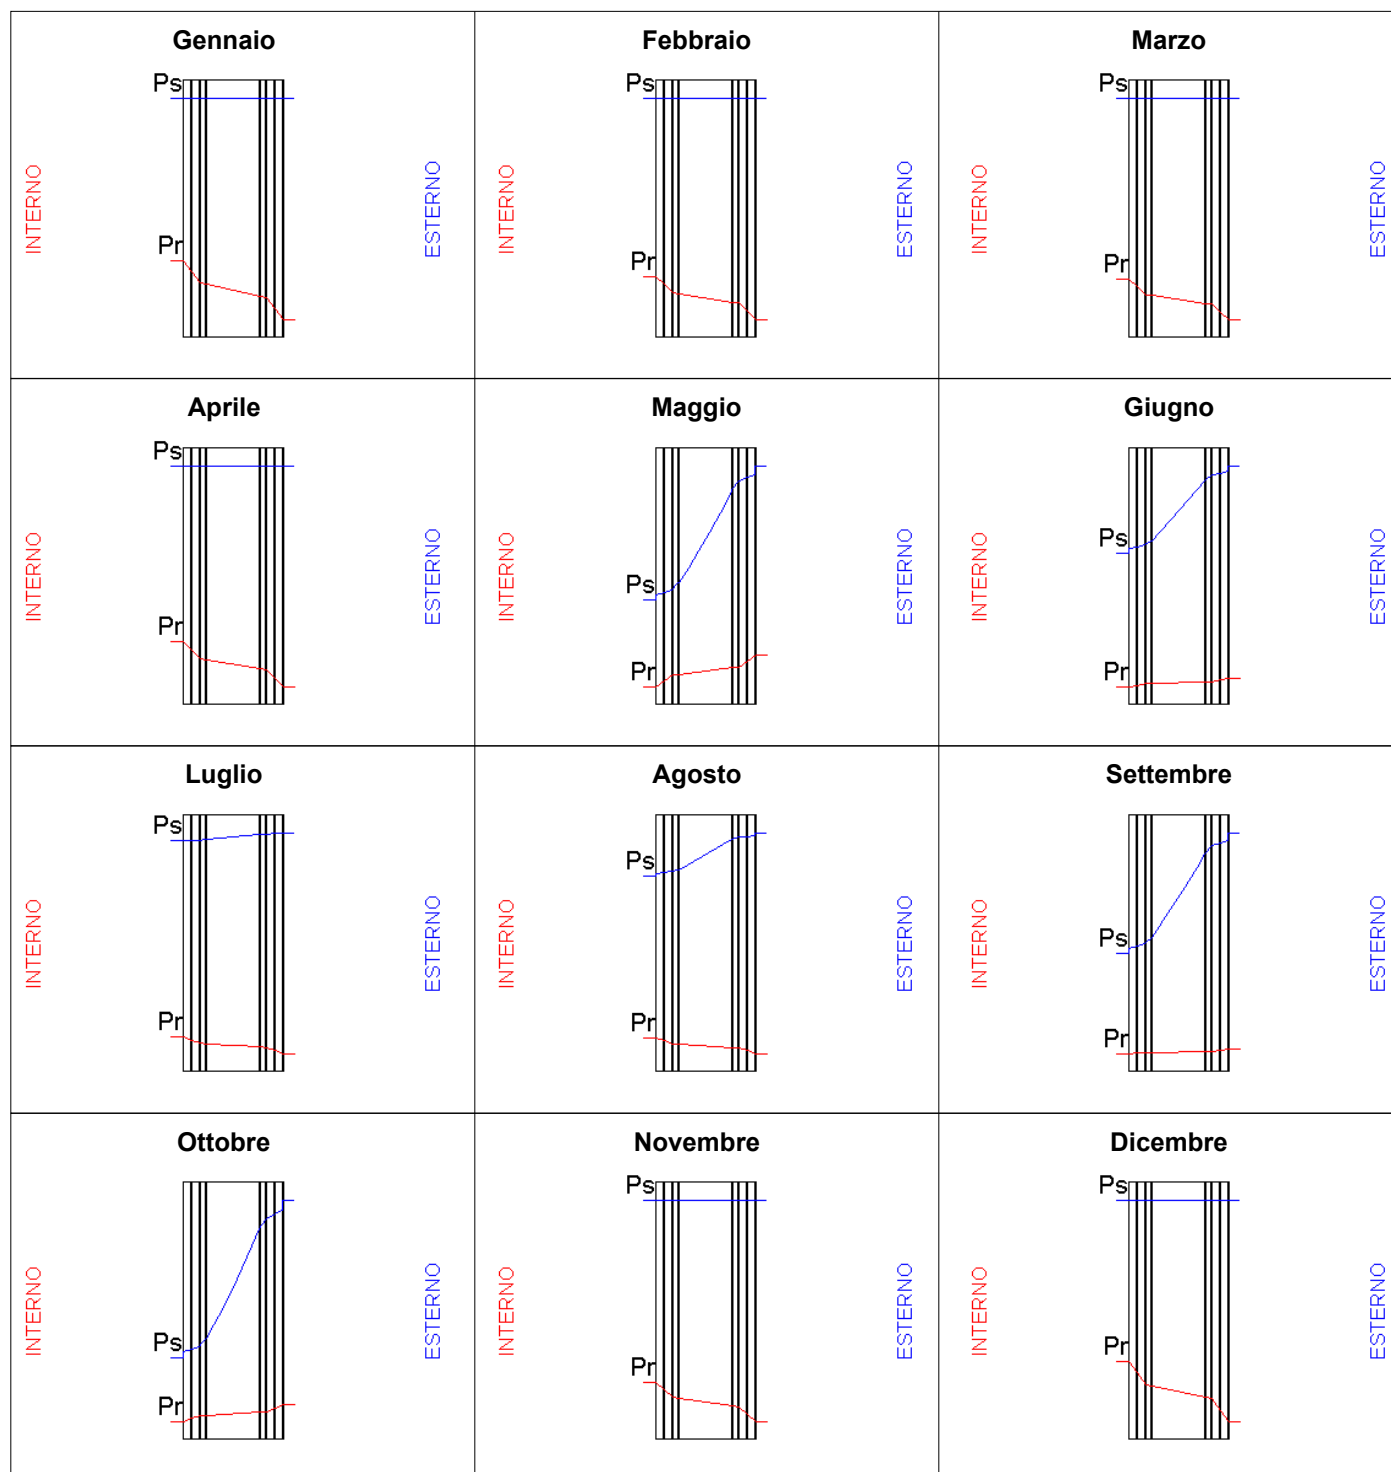 Gennaio
Febbraio
Marzo
Ps
Ps
Ps
INTERNO
ESTERNO
INTERNO
ESTERNO
INTERNO
ESTERNO
Pr
Pr
Pr
Aprile
Maggio
Giugno
Ps
Ps
Ps
INTERNO
ESTERNO
INTERNO
ESTERNO
INTERNO
ESTERNO
Pr
Pr
Pr
Luglio
Agosto
Settembre
Ps
Ps
Ps
INTERNO
ESTERNO
INTERNO
ESTERNO
INTERNO
ESTERNO
Pr
Pr
Pr
Ottobre
Novembre
Dicembre
Ps
Ps
Ps
INTERNO
ESTERNO
INTERNO
ESTERNO
INTERNO
ESTERNO
Pr
Pr
Pr